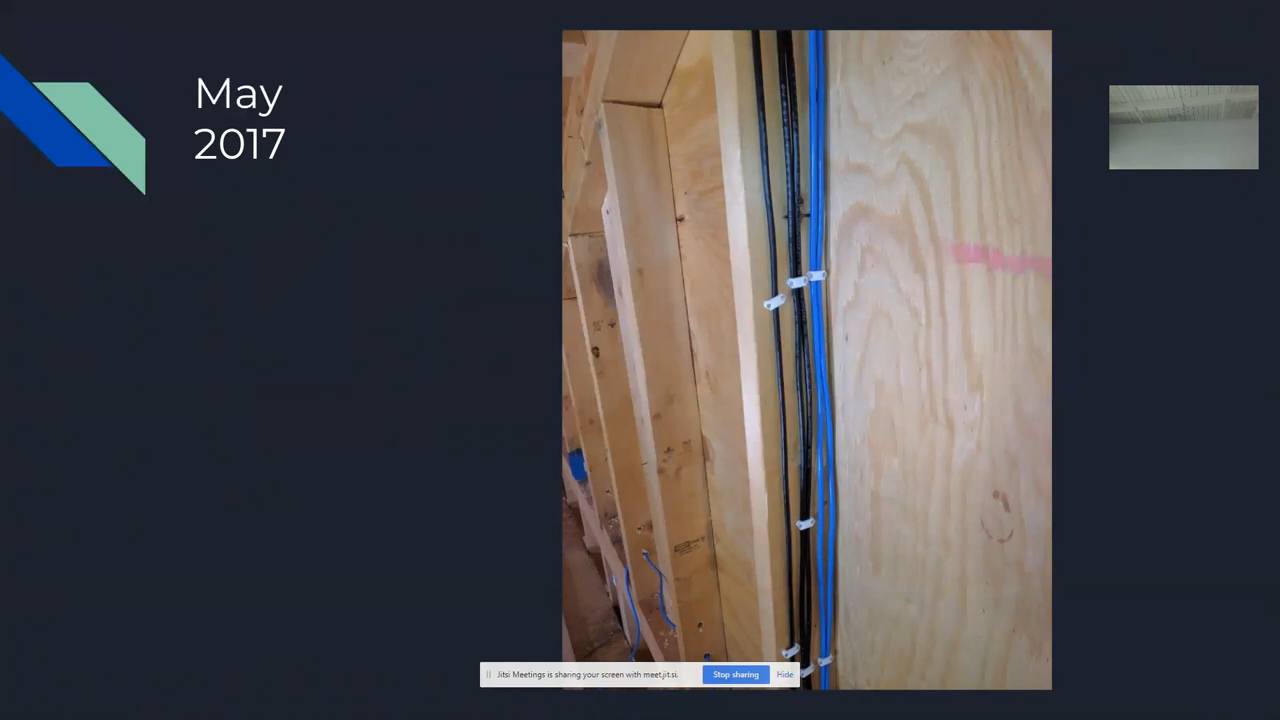 May
2017
Jitsi Meetings is sharing your screen with meet.jit.si.
Stop sharing
Hide